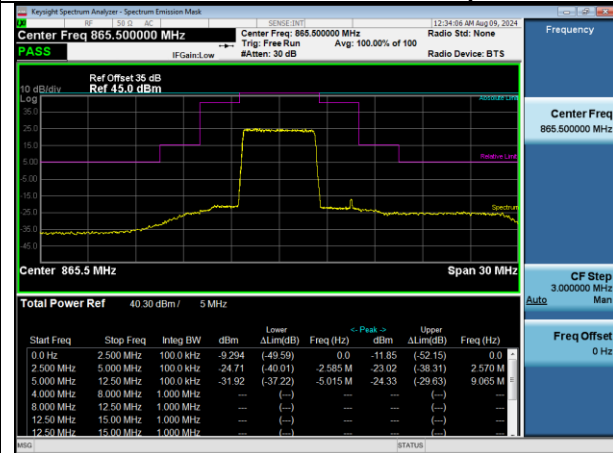 Keysight Spectrum Analyzer - Spectrum Emission Mask
RF 50 Ω AC SENSE:INT 12:34:06 AM Aug 09, 2024
Center Freq 865.500000 MHz
Center Freq: 865.500000 MHz
Radio Std: None
Trig: Free Run Avg: 100.00% of 100
PASS
IFGain:Low
#Atten: 30 dB
Radio Device: BTS
Ref Offset 35 dB
10 dB/div Ref 45.0 dBm
Log
Absolute Limit
35.0
25.0
15.0
5.00
Relative Limit
-5.00
-15.0
-25.0
Spectrum
-35.0
-45.0
Center 865.5 MHz Span 30 MHz
Total Power Ref 40.30 dBm / 5 MHz
Lower <- Peak -> Upper
Start Freq Stop Freq Integ BW dBm ΔLim(dB) Freq (Hz) dBm ΔLim(dB) Freq (Hz)
0.0 Hz 2.500 MHz 100.0 kHz -9.294 (-49.59) 0.0 -11.85 (-52.15) 0.0
2.500 MHz 5.000 MHz 100.0 kHz -24.71 (-40.01) -2.585 M -23.02 (-38.31) 2.570 M
5.000 MHz 12.50 MHz 100.0 kHz -31.92 (-37.22) -5.015 M -24.33 (-29.63) 9.065 M
4.000 MHz 8.000 MHz 1.000 MHz --- (---) --- --- (---) ---
8.000 MHz 12.50 MHz 1.000 MHz --- (---) --- --- (---) ---
12.50 MHz 15.00 MHz 1.000 MHz --- (---) --- --- (---) ---
12.50 MHz 15.00 MHz 1.000 MHz --- (---) --- --- (---) ---
MSG STATUS
Frequency
Center Freq
865.500000 MHz
CF Step
3.000000 MHz
Auto Man
Freq Offset
0 Hz